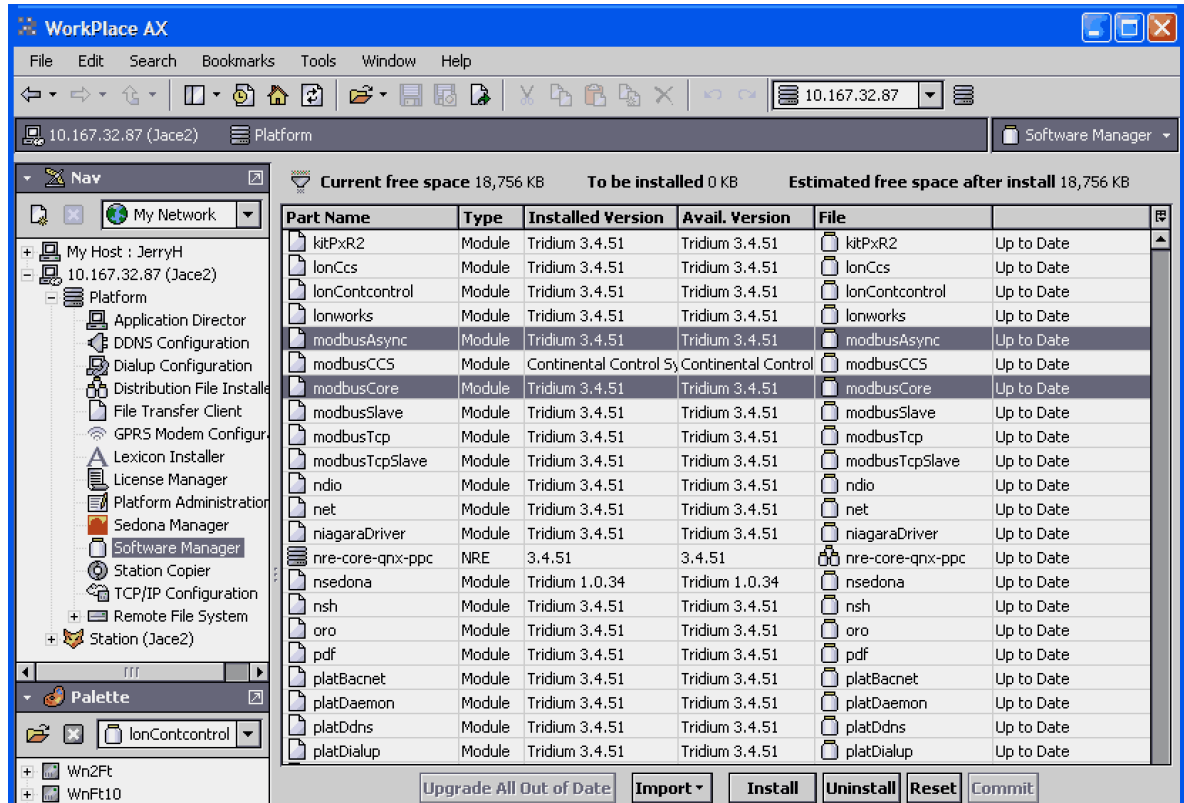 WorkPlace AX
File Edit Search Bookmarks Tools Window Help
10.167.32.87
10.167.32.87 (Jace2) Platform Software Manager
Nav
My Network
My Host : JerryH
10.167.32.87 (Jace2)
Platform
Application Director
DDNS Configuration
Dialup Configuration
Distribution File Installe
File Transfer Client
GPRS Modem Configur
Lexicon Installer
License Manager
Platform Administration
Sedona Manager
Software Manager
Station Copier
TCP/IP Configuration
Remote File System
Station (Jace2)
Palette
lonContcontrol
Wn2Ft
WnFt10
Current free space 18,756 KB To be installed 0 KB Estimated free space after install 18,756 KB
Part Name Type Installed Version Avail. Version File
kitPxR2 Module Tridium 3.4.51 Tridium 3.4.51 kitPxR2 Up to Date
lonCcs Module Tridium 3.4.51 Tridium 3.4.51 lonCcs Up to Date
lonContcontrol Module Tridium 3.4.51 Tridium 3.4.51 lonContcontrol Up to Date
lonworks Module Tridium 3.4.51 Tridium 3.4.51 lonworks Up to Date
modbusAsync Module Tridium 3.4.51 Tridium 3.4.51 modbusAsync Up to Date
modbusCCS Module Continental Control Sy Continental Control modbusCCS Up to Date
modbusCore Module Tridium 3.4.51 Tridium 3.4.51 modbusCore Up to Date
modbusSlave Module Tridium 3.4.51 Tridium 3.4.51 modbusSlave Up to Date
modbusTcp Module Tridium 3.4.51 Tridium 3.4.51 modbusTcp Up to Date
modbusTcpSlave Module Tridium 3.4.51 Tridium 3.4.51 modbusTcpSlave Up to Date
ndio Module Tridium 3.4.51 Tridium 3.4.51 ndio Up to Date
net Module Tridium 3.4.51 Tridium 3.4.51 net Up to Date
niagaraDriver Module Tridium 3.4.51 Tridium 3.4.51 niagaraDriver Up to Date
nre-core-qnx-ppc NRE 3.4.51 3.4.51 nre-core-qnx-ppc Up to Date
nsedona Module Tridium 1.0.34 Tridium 1.0.34 nsedona Up to Date
nsh Module Tridium 3.4.51 Tridium 3.4.51 nsh Up to Date
oro Module Tridium 3.4.51 Tridium 3.4.51 oro Up to Date
pdf Module Tridium 3.4.51 Tridium 3.4.51 pdf Up to Date
platBacnet Module Tridium 3.4.51 Tridium 3.4.51 platBacnet Up to Date
platDaemon Module Tridium 3.4.51 Tridium 3.4.51 platDaemon Up to Date
platDdns Module Tridium 3.4.51 Tridium 3.4.51 platDdns Up to Date
platDialup Module Tridium 3.4.51 Tridium 3.4.51 platDialup Up to Date
Upgrade All Out of Date Import Install Uninstall Reset Commit